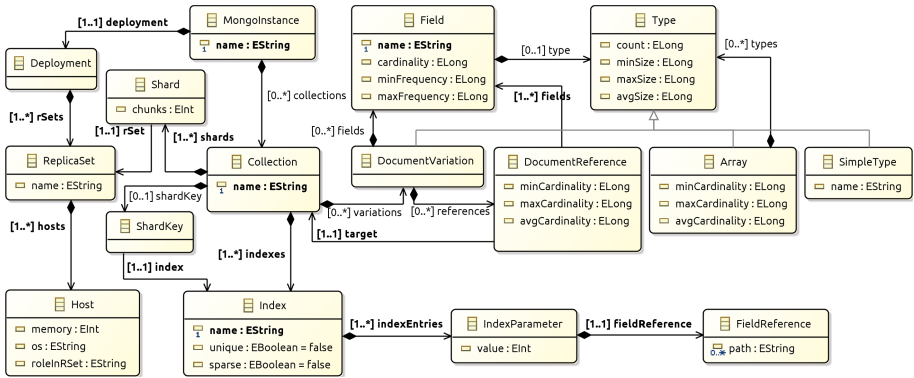 [1..1] deployment
MongoInstance
name : EString
Field
name : EString
cardinality : ELong
minFrequency : ELong
maxFrequency : ELong
[0..1] type
Type
count : ELong
minSize : ELong
maxSize : ELong
avgSize : ELong
[0..*] types
Deployment
Shard
chunks : EInt
[0..*] collections
[1..*] fields
[1..*] rSets
[1..1] rSet
[1..*] shards
[0..*] fields
ReplicaSet
name : EString
Collection
name : EString
DocumentVariation
DocumentReference
minCardinality : ELong
maxCardinality : ELong
avgCardinality : ELong
Array
minCardinality : ELong
maxCardinality : ELong
avgCardinality : ELong
SimpleType
name : EString
[0..1] shardKey
[0..*] variations
[0..*] references
[1..*] hosts
ShardKey
[1..1] target
[1..*] indexes
[1..1] index
Host
memory : EInt
os : EString
roleInRSet : EString
Index
name : EString
unique : EBoolean = false
sparse : EBoolean = false
[1..*] indexEntries
IndexParameter
value : EInt
[1..1] fieldReference
FieldReference
0..*
path : EString